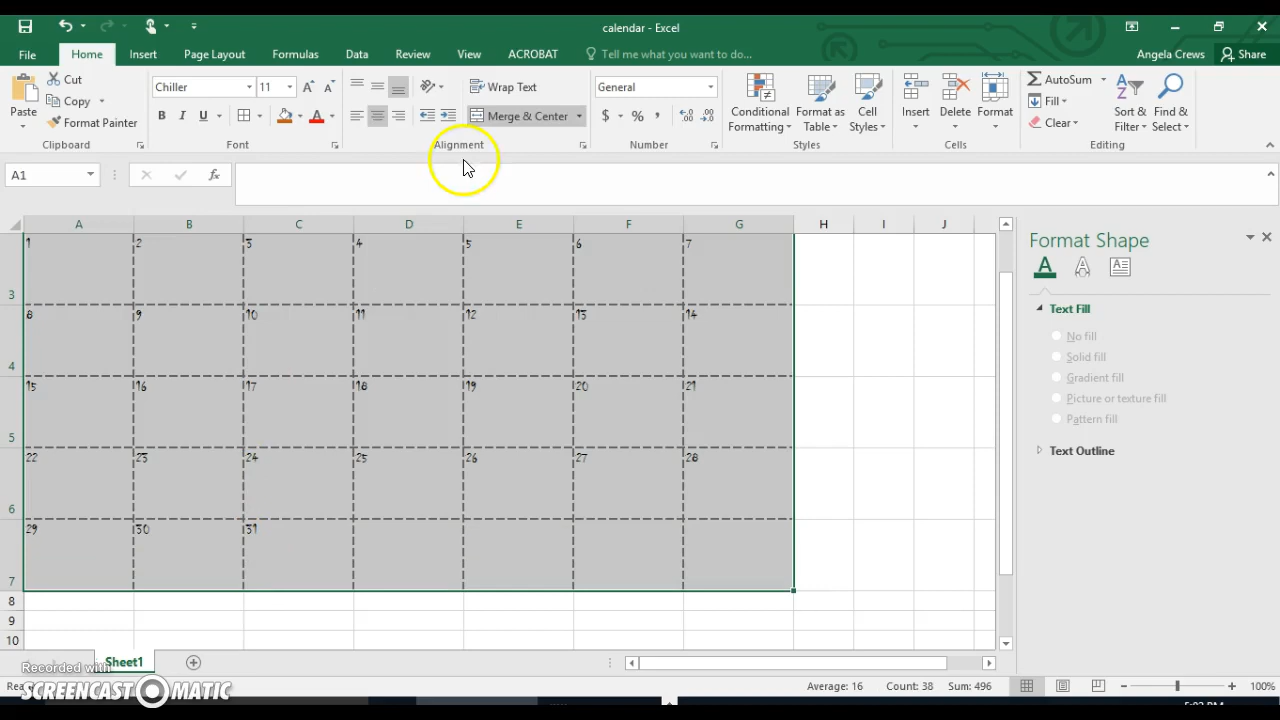 calendar - Excel
File Home Insert Page Layout Formulas Data Review View ACROBAT Tell me what you want to do... Angela Crews Share
Paste Cut Copy Format Painter Clipboard
Chiller 11 B I U A Font
Wrap Text Merge & Center Alignment
General $ % , Number
Conditional Formatting Format as Table Cell Styles Styles
Insert Delete Format Cells
AutoSum Fill Clear Sort & Filter Find & Select Editing
A1 fx
A B C D E F G H I J
3 1 2 3 4 5 6 7
4 8 9 10 11 12 13 14
5 15 16 17 18 19 20 21
6 22 23 24 25 26 27 28
7 29 30 31
8
9
10
Format Shape
Text Fill
No fill
Solid fill
Gradient fill
Picture or texture fill
Pattern fill
Text Outline
Sheet1
Recorded with
SCREENCAST MATIC
Average: 16 Count: 38 Sum: 496 100%